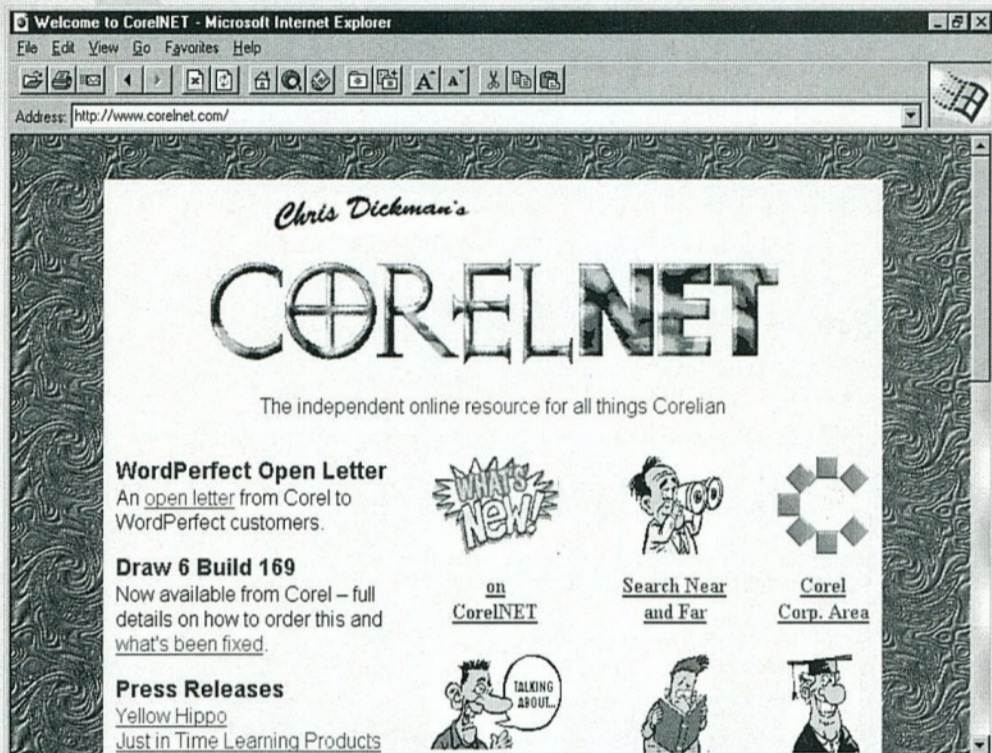 Welcome to CorelNET - Microsoft Internet Explorer
File Edit View Go Favorites Help
Address: http://www.corelnet.com/
Chris Dickman's
CORELNET
The independent online resource for all things Corelian
WordPerfect Open Letter
An open letter from Corel to
WordPerfect customers.
Draw 6 Build 169
Now available from Corel – full
details on how to order this and
what's been fixed.
Press Releases
Yellow Hippo
Just in Time Learning Products
WHAT'S
NEW!
on
CorelNET
Search Near
and Far
Corel
Corp. Area
TALKING
ABOUT...